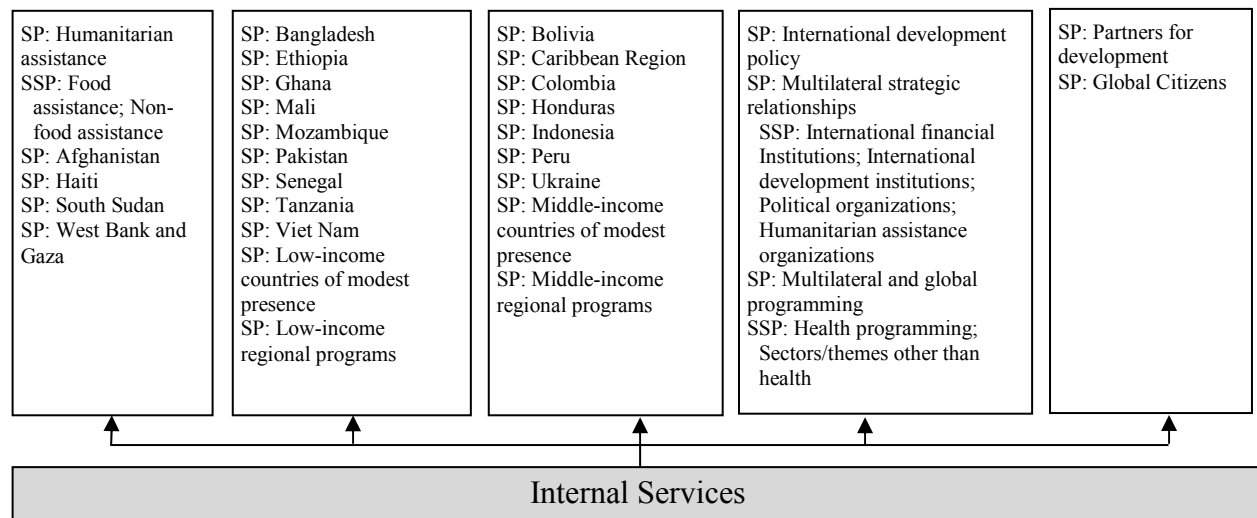 SP: Humanitarian
assistance
SSP: Food
assistance; Non-
food assistance
SP: Afghanistan
SP: Haiti
SP: South Sudan
SP: West Bank and
Gaza
SP: Bangladesh
SP: Ethiopia
SP: Ghana
SP: Mali
SP: Mozambique
SP: Pakistan
SP: Senegal
SP: Tanzania
SP: Viet Nam
SP: Low-income
countries of modest
presence
SP: Low-income
regional programs
SP: Bolivia
SP: Caribbean Region
SP: Colombia
SP: Honduras
SP: Indonesia
SP: Peru
SP: Ukraine
SP: Middle-income
countries of modest
presence
SP: Middle-income
regional programs
SP: International development
policy
SP: Multilateral strategic
relationships
SSP: International financial
Institutions; International
development institutions;
Political organizations;
Humanitarian assistance
organizations
SP: Multilateral and global
programming
SSP: Health programming;
Sectors/themes other than
health
SP: Partners for
development
SP: Global Citizens
Internal Services